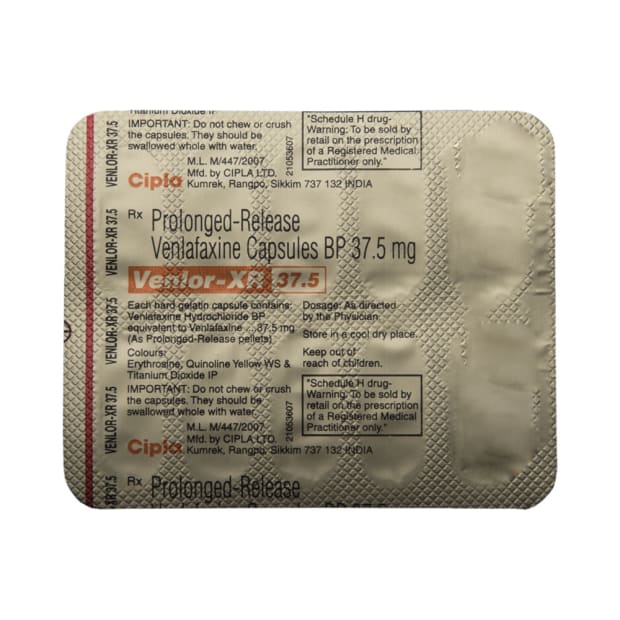 Titanium Dioxide IP
IMPORTANT: Do not chew or crush
the capsules. They should be
swallowed whole with water.
M.L. M/447/2007
Mfd. by CIPLA LTD.
Cipla Kumrek, Rangpo, Sikkim 737 132 INDIA
21053607
"Schedule H drug-
Warning: To be sold by
retail on the prescription
of a Registered Medical
Practitioner only."
VENLOR-XR 37.5
VENLOR-XR 37.5
VENLOR-XR 37.5
VENLOR-XR 37.5
-XR 37.5
Rx Prolonged-Release
Venlafaxine Capsules BP 37.5 mg
Venlor-XR 37.5
Each hard gelatin capsule contains:
Venlafaxine Hydrochloride BP
equivalent to Venlafaxine ...37.5 mg
(As Prolonged-Release pellets)
Colours:
Erythrosine, Quinoline Yellow WS &
Titanium Dioxide IP
Dosage: As directed
by the Physician.
Store in a cool dry place.
Keep out of
reach of children.
IMPORTANT: Do not chew or crush
the capsules. They should be
swallowed whole with water.
M.L. M/447/2007
Mfd. by CIPLA LTD.
Cipla Kumrek, Rangpo, Sikkim 737 132 INDIA
21053607
"Schedule H drug-
Warning: To be sold by
retail on the prescription
of a Registered Medical
Practitioner only."
Rx Prolonged-Release